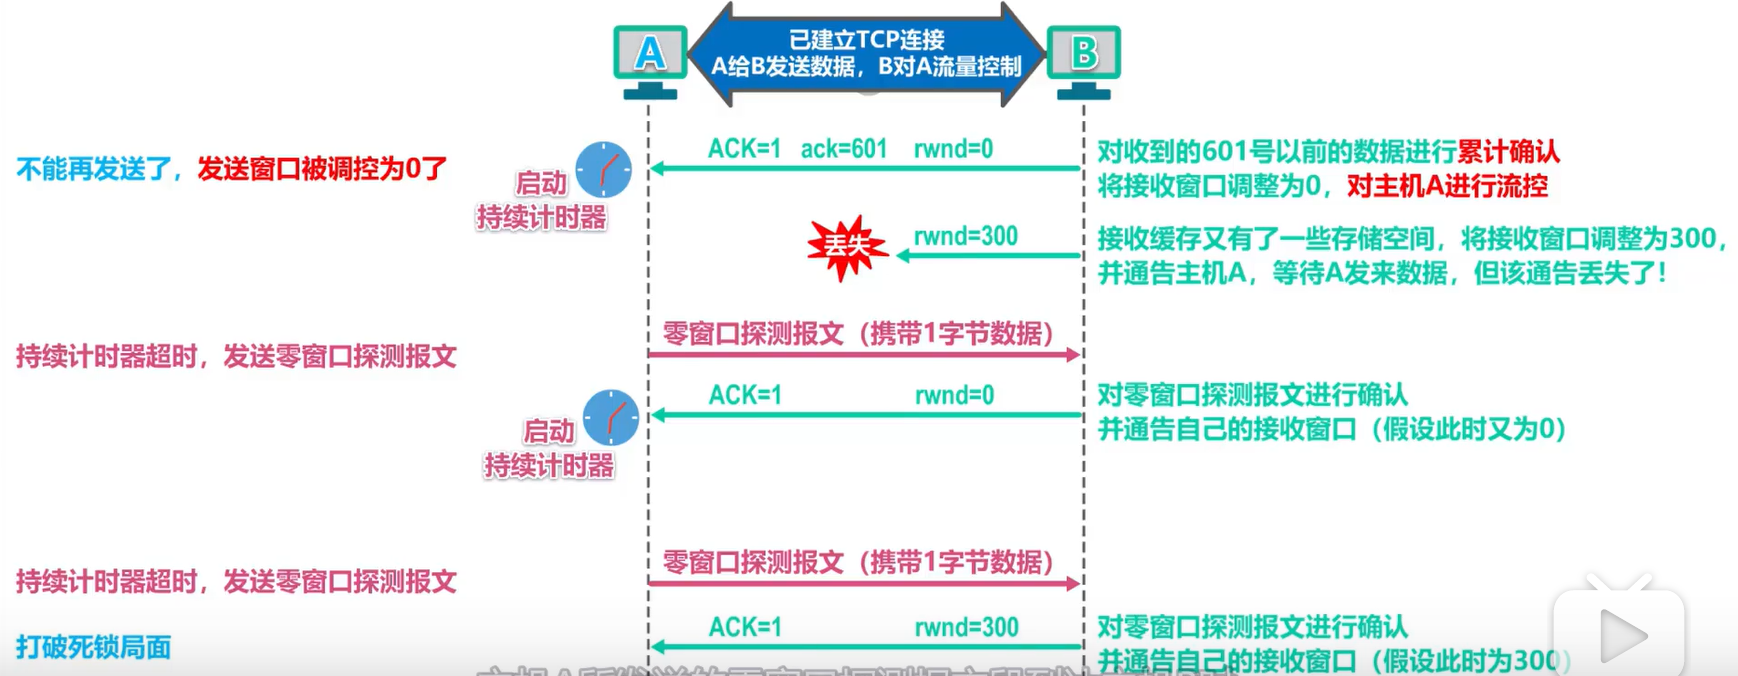 已建立TCP连接
A给B发送数据，B对A流量控制
A
B
ACK=1 ack=601 rwnd=0
对收到的601号以前的数据进行累计确认
将接收窗口调整为0，对主机A进行流控
不能再发送了，发送窗口被调控为0了
启动
持续计时器
丢失
rwnd=300
接收缓存又有了一些存储空间，将接收窗口调整为300，
并通告主机A，等待A发来数据，但该通告丢失了！
零窗口探测报文（携带1字节数据）
持续计时器超时，发送零窗口探测报文
ACK=1 rwnd=0
对零窗口探测报文进行确认
并通告自己的接收窗口（假设此时又为0）
启动
持续计时器
零窗口探测报文（携带1字节数据）
持续计时器超时，发送零窗口探测报文
ACK=1 rwnd=300
对零窗口探测报文进行确认
并通告自己的接收窗口（假设此时为300）
打破死锁局面